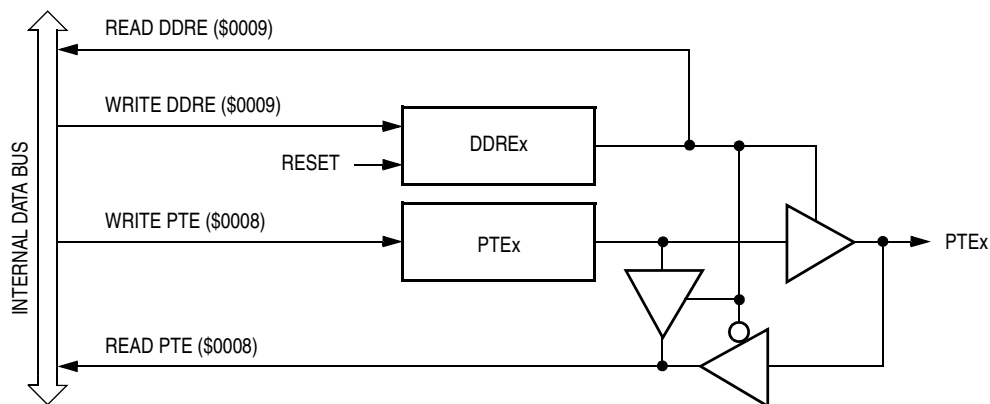 READ DDRE ($0009)
WRITE DDRE ($0009)
DDREx
RESET
INTERNAL DATA BUS
WRITE PTE ($0008)
PTEx
PTEx
READ PTE ($0008)